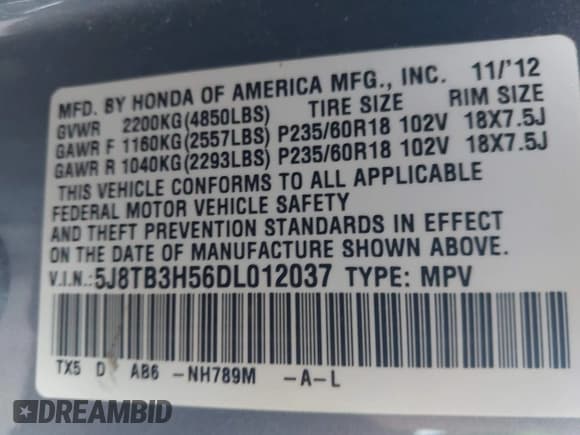 MFD. BY HONDA OF AMERICA MFG., INC. 11/'12
GVWR 2200KG(4850LBS) TIRE SIZE RIM SIZE
GAWR F 1160KG(2557LBS) P235/60R18 102V 18X7.5J
GAWR R 1040KG(2293LBS) P235/60R18 102V 18X7.5J
THIS VEHICLE CONFORMS TO ALL APPLICABLE
FEDERAL MOTOR VEHICLE SAFETY
AND THEFT PREVENTION STANDARDS IN EFFECT
ON THE DATE OF MANUFACTURE SHOWN ABOVE.
V.I.N.:5J8TB3H56DL012037 TYPE: MPV
TX5 D AB6 -NH789M -A-L
DREAMBID